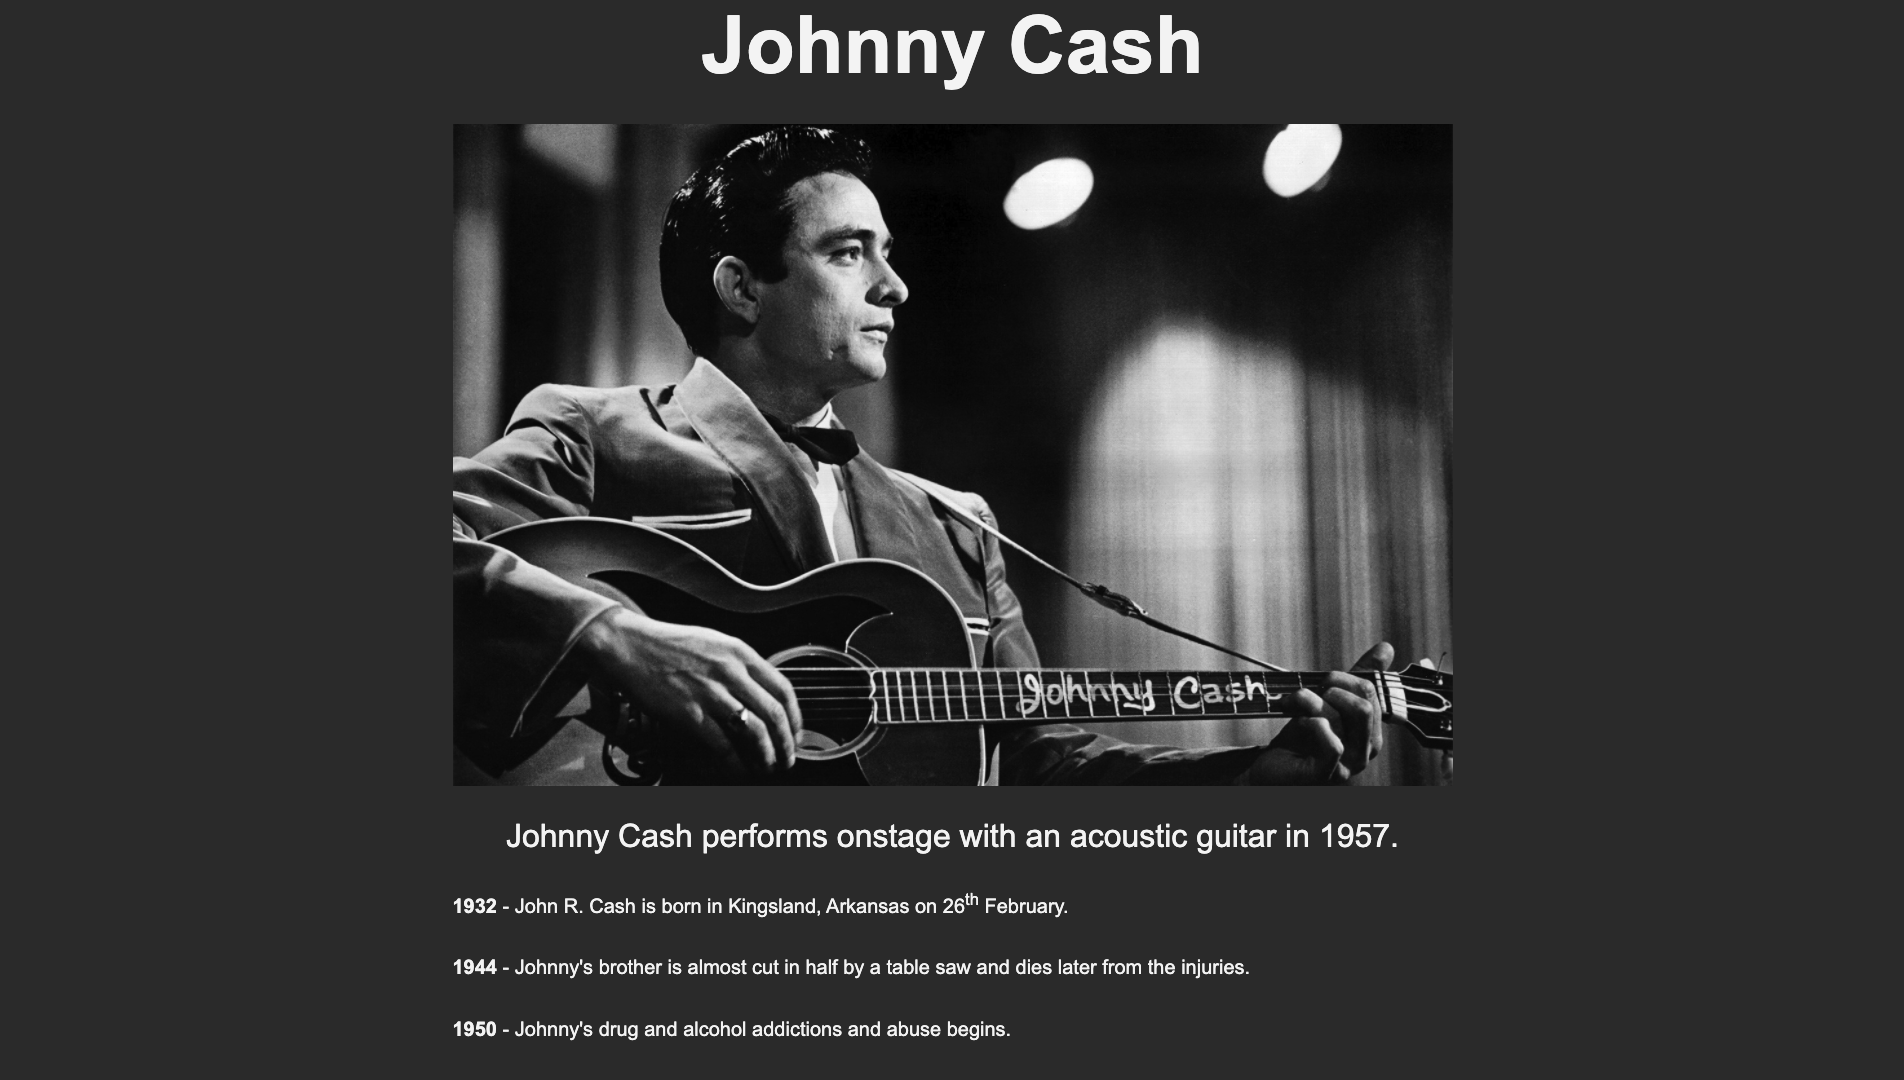 Johnny Cash
Johnny Cash
Johnny Cash performs onstage with an acoustic guitar in 1957.
1932 - John R. Cash is born in Kingsland, Arkansas on 26th February.
1944 - Johnny's brother is almost cut in half by a table saw and dies later from the injuries.
1950 - Johnny's drug and alcohol addictions and abuse begins.